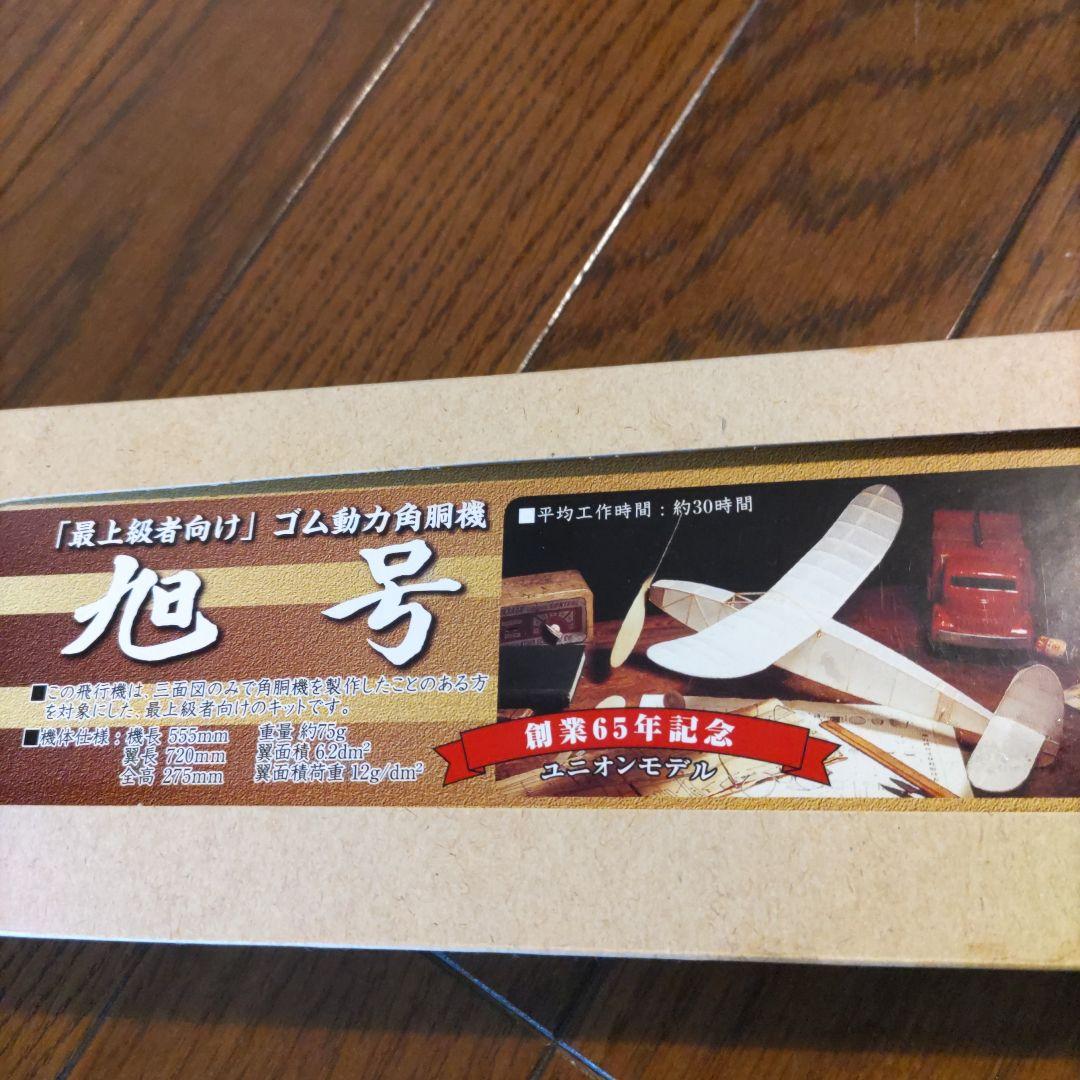 「最上級者向け」ゴム動力角胴機
旭号
■この飛行機は、三面図のみで角胴機を製作したことのある方
を対象にした、最上級者向けのキットです。
■機体仕様：機長 555mm 重量 約75g
翼長 720mm 翼面積 6.2dm²
全高 275mm 翼面積荷重 12g/dm²
■平均工作時間：約30時間
創業65年記念
ユニオンモデル